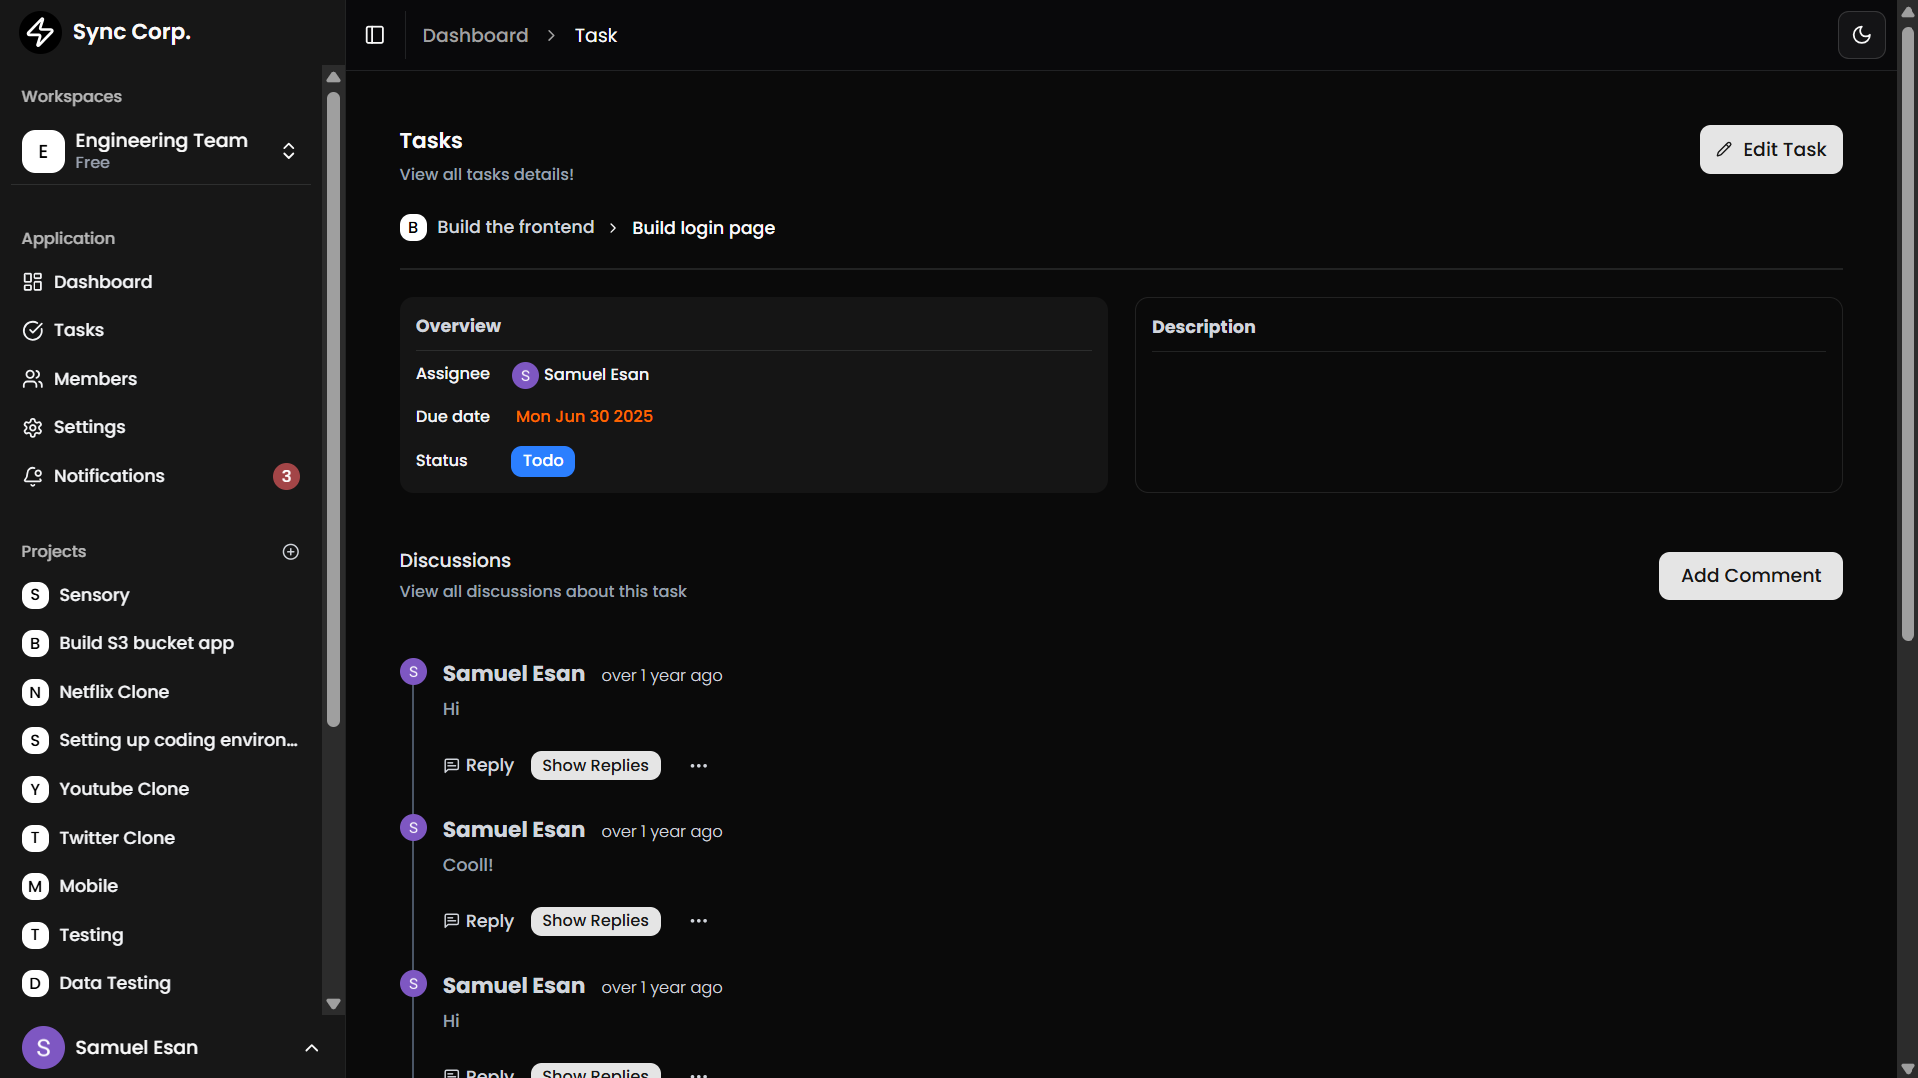 Sync Corp.
Workspaces
E
Engineering Team
Free
Application
Dashboard
Tasks
Members
Settings
Notifications
3
Projects
S Sensory
B Build S3 bucket app
N Netflix Clone
S Setting up coding environ...
Y Youtube Clone
T Twitter Clone
M Mobile
T Testing
D Data Testing
S Samuel Esan
Dashboard > Task
Tasks
View all tasks details!
Edit Task
B Build the frontend > Build login page
Overview
Assignee S Samuel Esan
Due date Mon Jun 30 2025
Status Todo
Description
Discussions
View all discussions about this task
Add Comment
S Samuel Esan over 1 year ago
Hi
Reply Show Replies ...
S Samuel Esan over 1 year ago
Cooll!
Reply Show Replies ...
S Samuel Esan over 1 year ago
Hi
Reply Show Replies ...